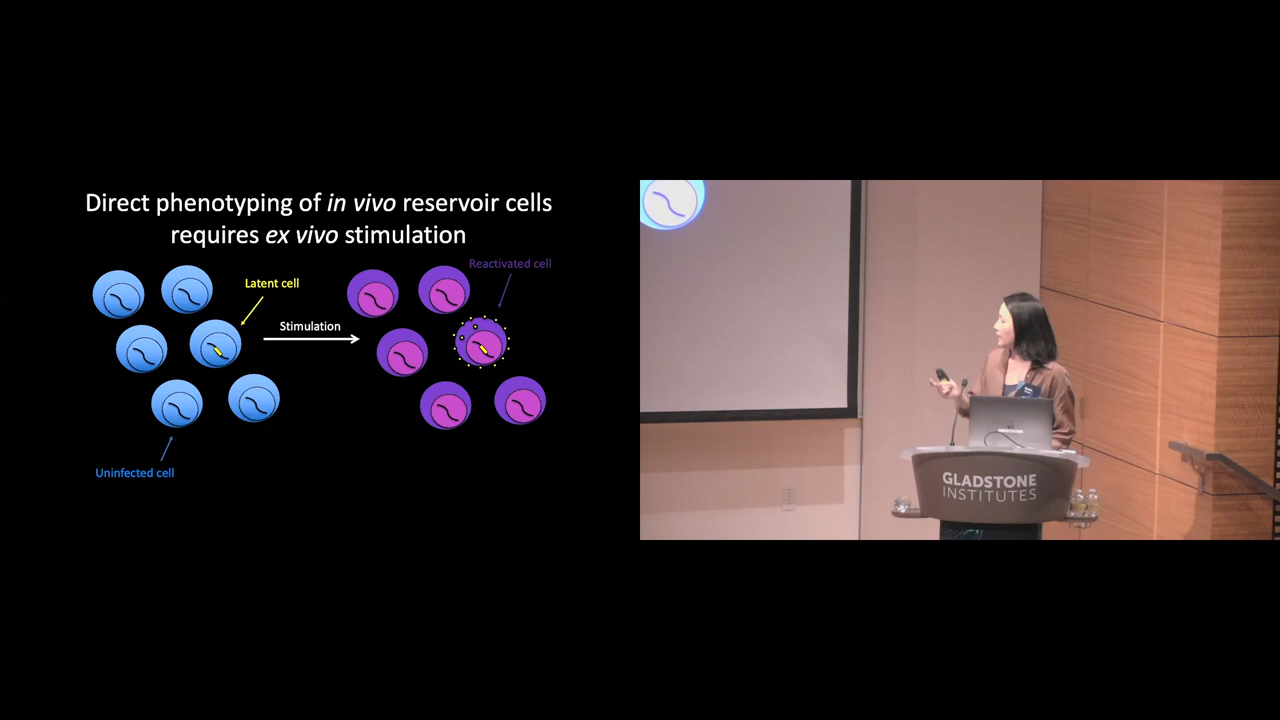 Direct phenotyping of in vivo reservoir cells
requires ex vivo stimulation
Reactivated cell
Latent cell
Stimulation
Uninfected cell
GLADSTONE
INSTITUTES